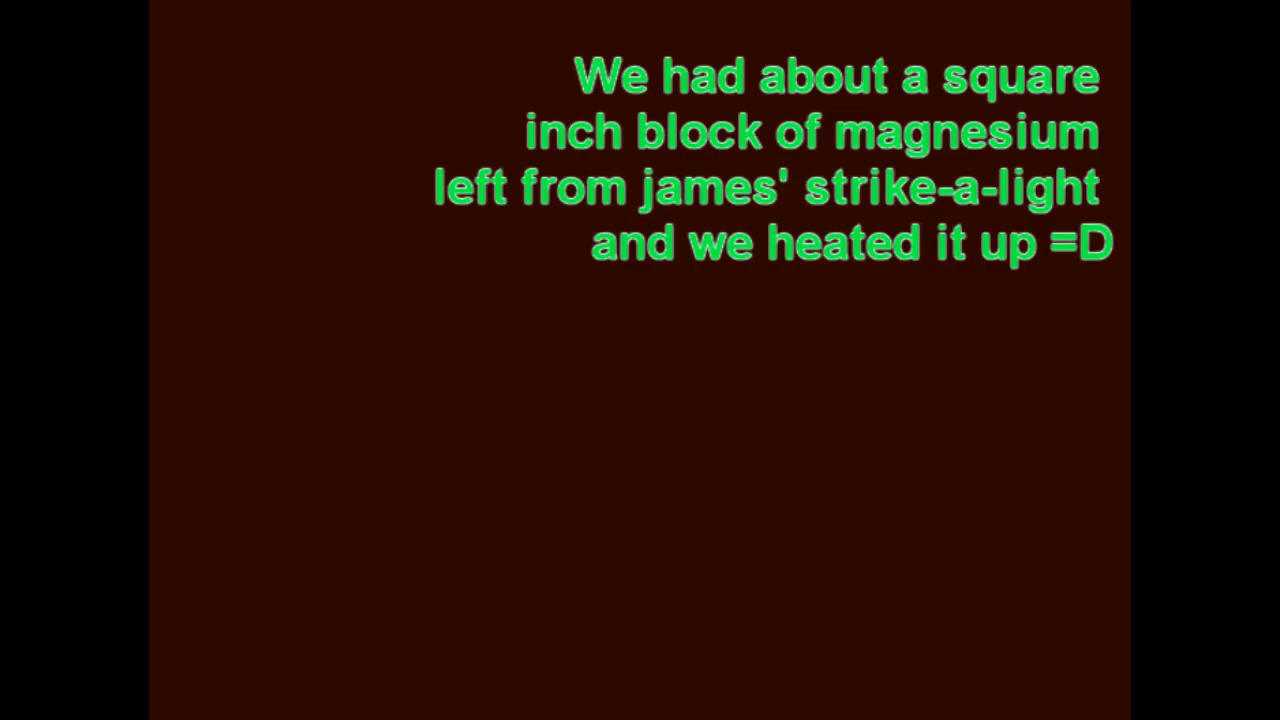 We had about a square
inch block of magnesium
left from james' strike-a-light
and we heated it up =D